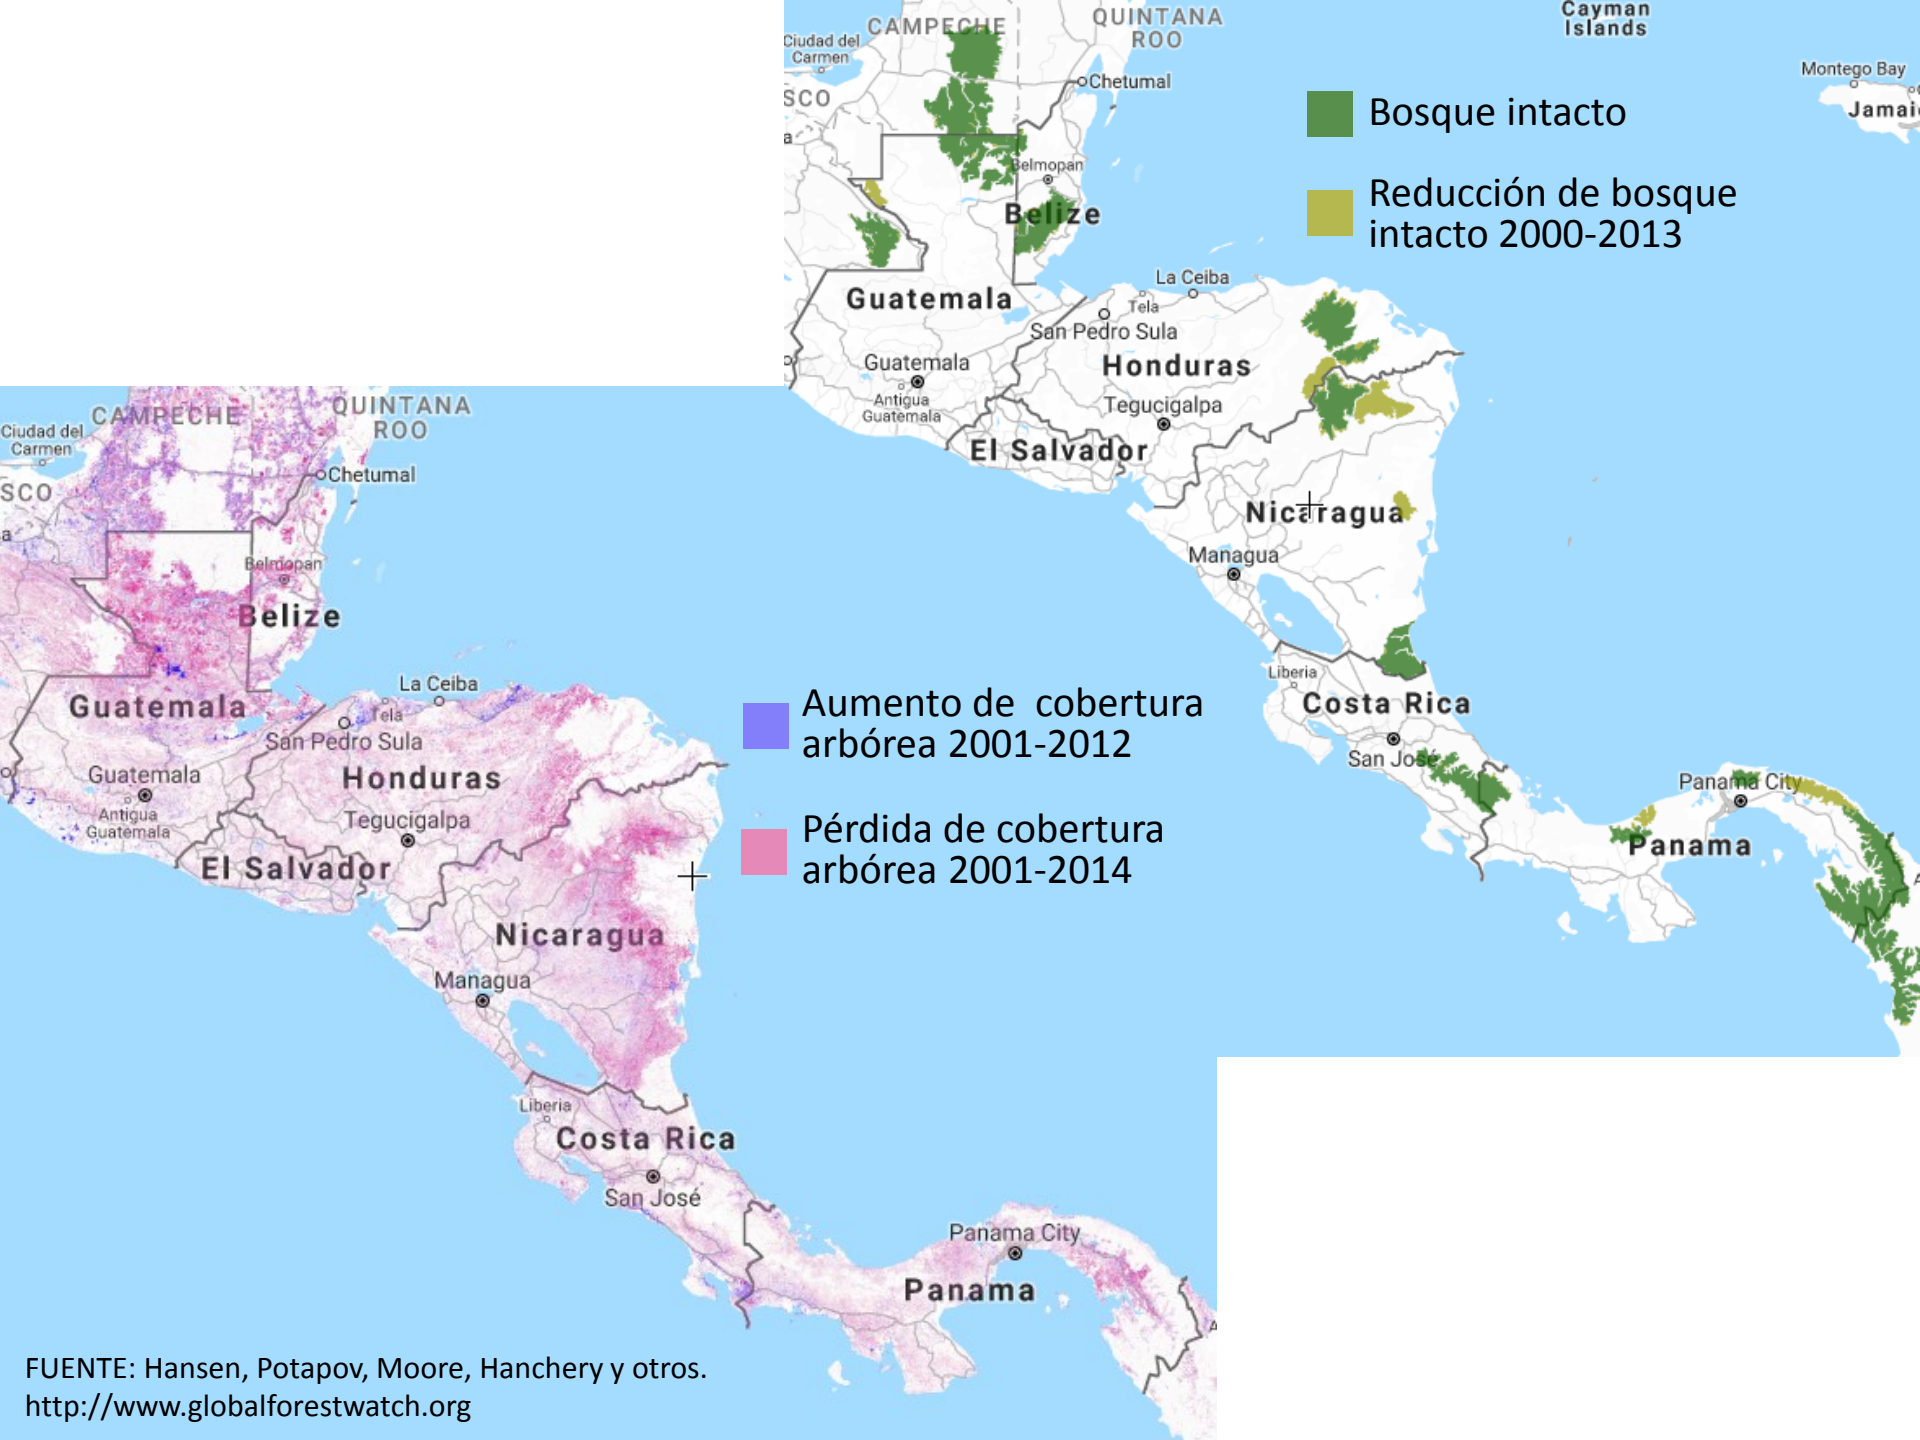 CAMPECHE
QUINTANA
ROO
Cayman
Islands
Ciudad del
Carmen
Chetumal
SCO
a
Montego Bay
Jamai
Bosque intacto
Reducción de bosque
intacto 2000-2013
Belmopan
Belize
La Ceiba
Guatemala
Tela
San Pedro Sula
Honduras
Guatemala
Antigua
Guatemala
Tegucigalpa
El Salvador
Nicaragua
Managua
Liberia
Costa Rica
San José
Panama City
Panama
CAMPECHE
QUINTANA
ROO
Ciudad del
Carmen
Chetumal
SCO
a
Belmopan
Belize
La Ceiba
Guatemala
Tela
San Pedro Sula
Honduras
Guatemala
Antigua
Guatemala
Tegucigalpa
El Salvador
Nicaragua
Managua
Liberia
Costa Rica
San José
Panama City
Panama
Aumento de cobertura
arbórea 2001-2012
Pérdida de cobertura
arbórea 2001-2014
FUENTE: Hansen, Potapov, Moore, Hanchery y otros.
http://www.globalforestwatch.org